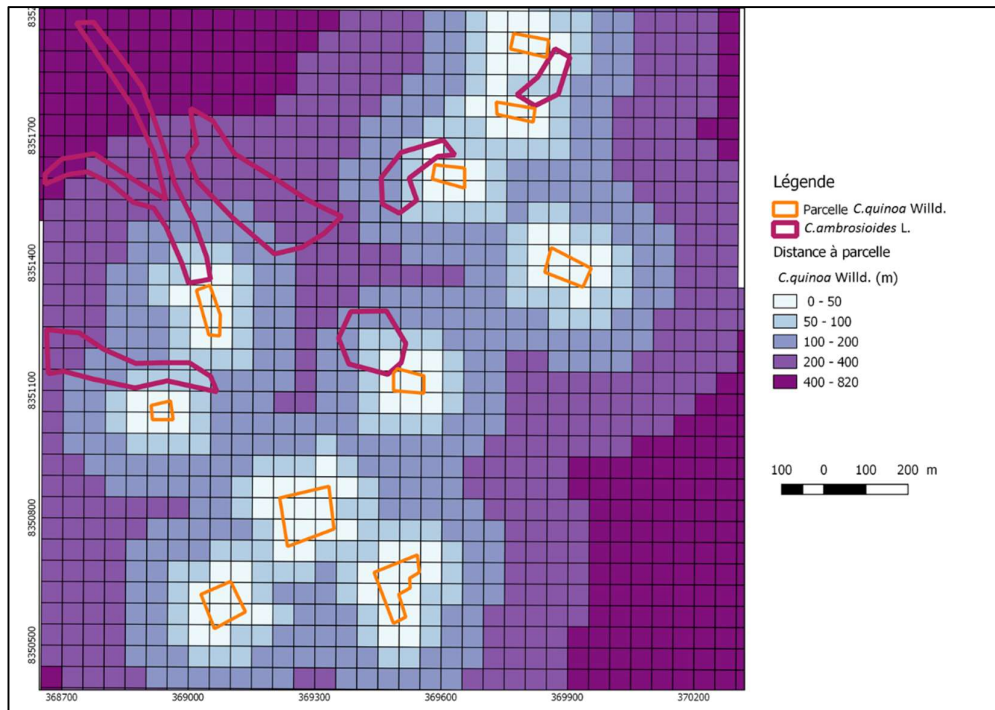 8352
8351700
8351400
8351100
8350800
8350500
368700 369000 369300 369600 369900 370200
Légende
Parcelle C.quinoa Willd.
C.ambrosioides L.
Distance à parcelle
C.quinoa Willd. (m)
0 - 50
50 - 100
100 - 200
200 - 400
400 - 820
100 0 100 200 m